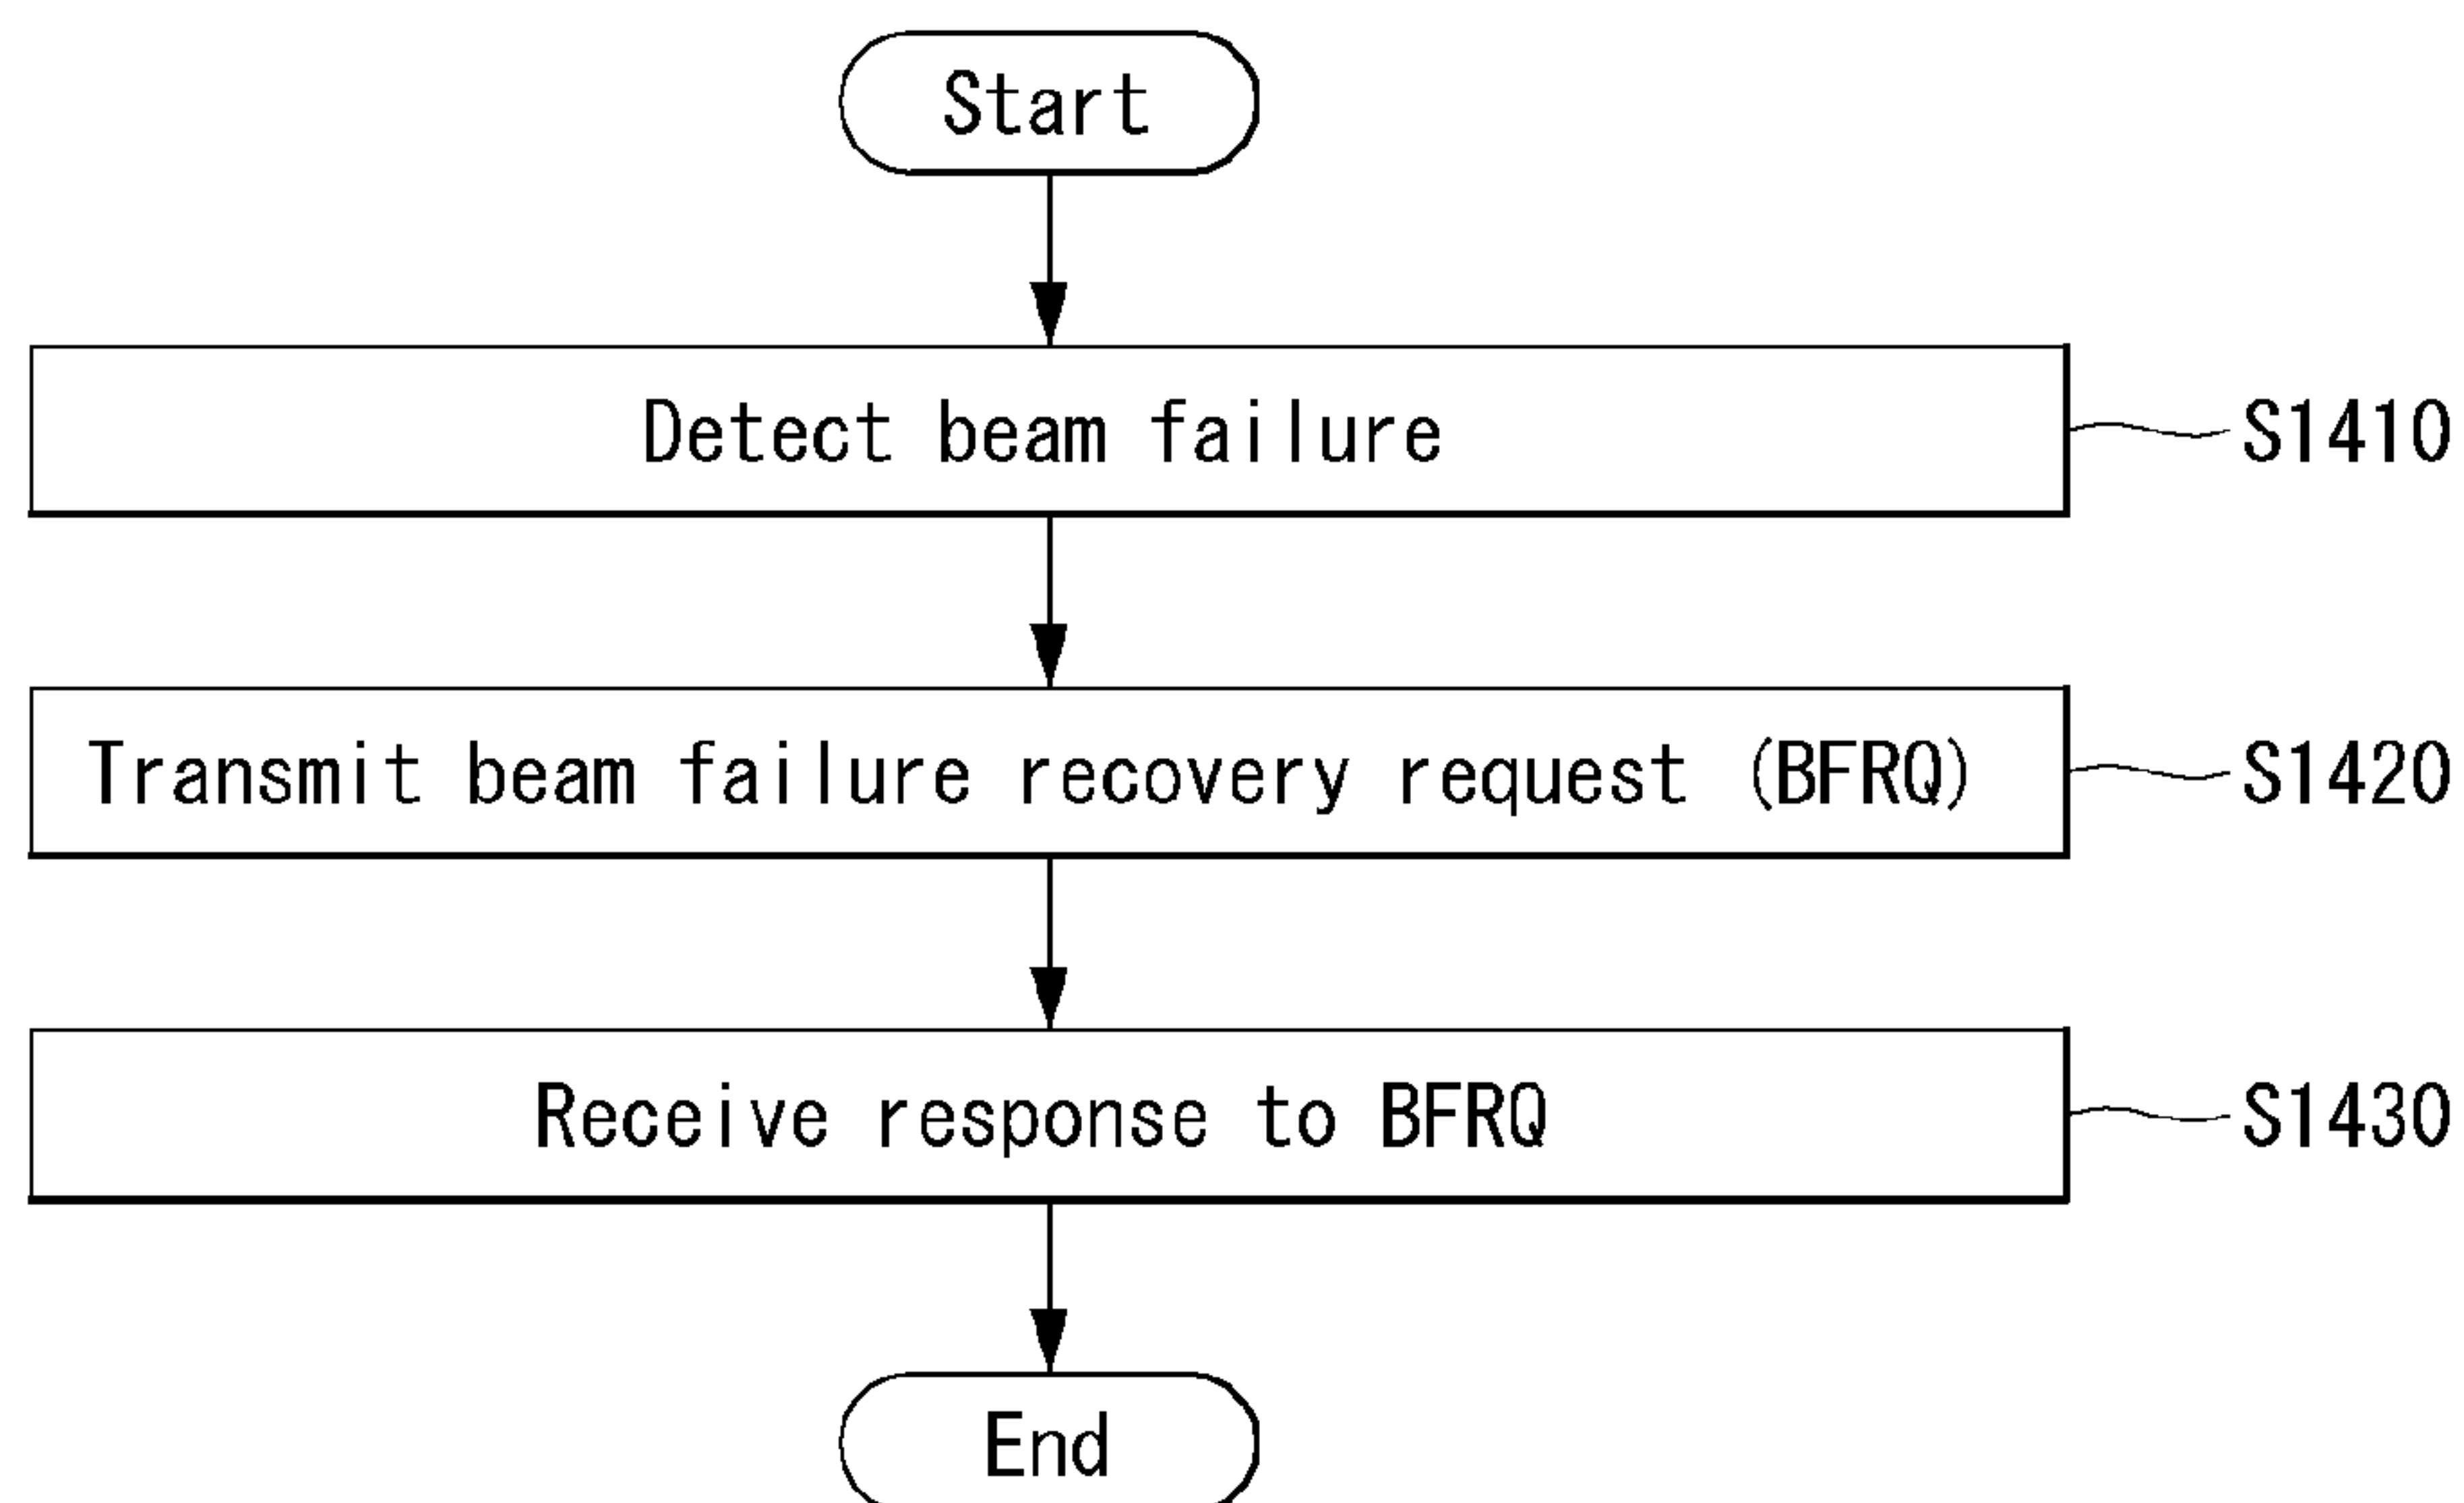 Start
Detect beam failure
S1410
Transmit beam failure recovery request (BFRQ)
S1420
Receive response to BFRQ
S1430
End